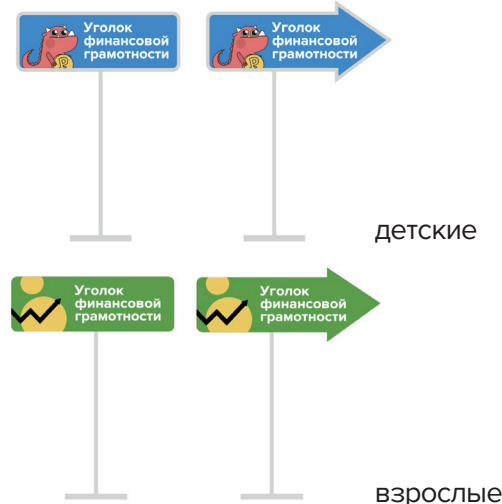 Уголок
финансовой
грамотности
Уголок
финансовой
грамотности
детские
Уголок
финансовой
грамотности
Уголок
финансовой
грамотности
взрослые